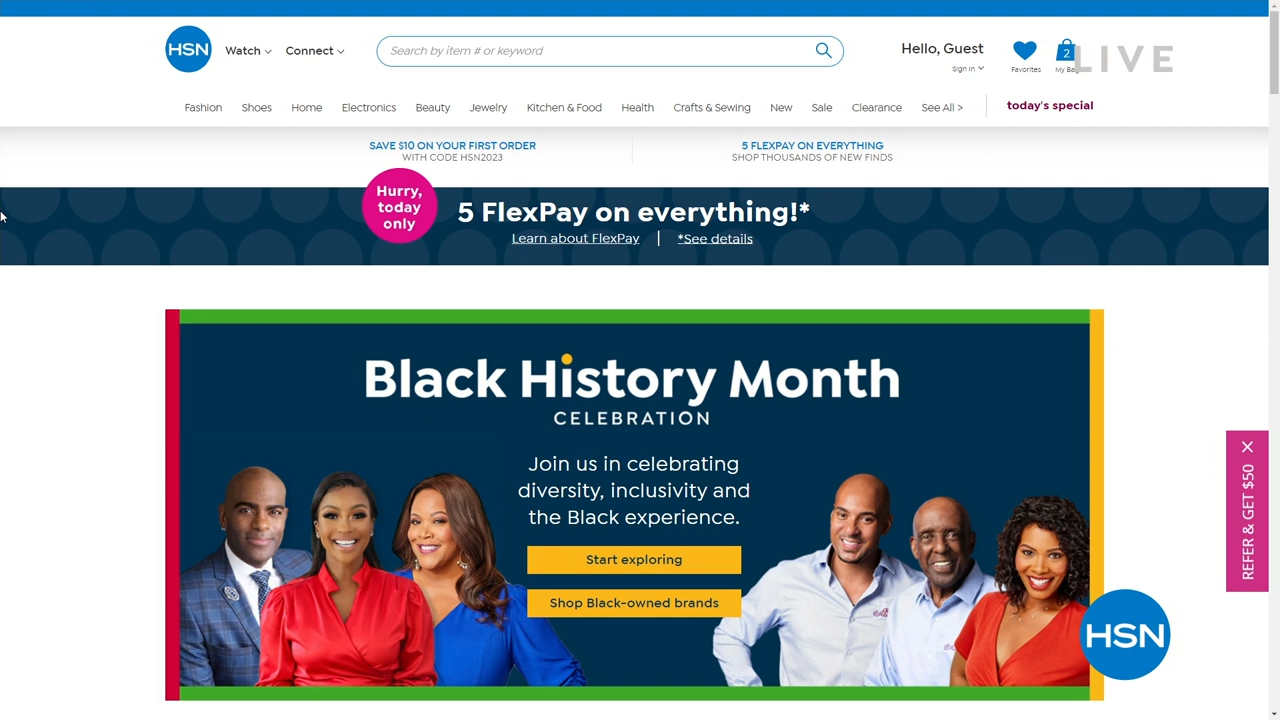 HSN
Watch
Connect
Search by item # or keyword
Hello, Guest
Sign in
Favorites
2
My Ba
LIVE
Fashion
Shoes
Home
Electronics
Beauty
Jewelry
Kitchen & Food
Health
Crafts & Sewing
New
Sale
Clearance
See All >
today's special
SAVE $10 ON YOUR FIRST ORDER
WITH CODE HSN2023
5 FLEXPAY ON EVERYTHING
SHOP THOUSANDS OF NEW FINDS
Hurry,
today
only
5 FlexPay on everything!*
Learn about FlexPay
*See details
Black History Month
CELEBRATION
Join us in celebrating
diversity, inclusivity and
the Black experience.
Start exploring
Shop Black-owned brands
REFER & GET $50
HSN